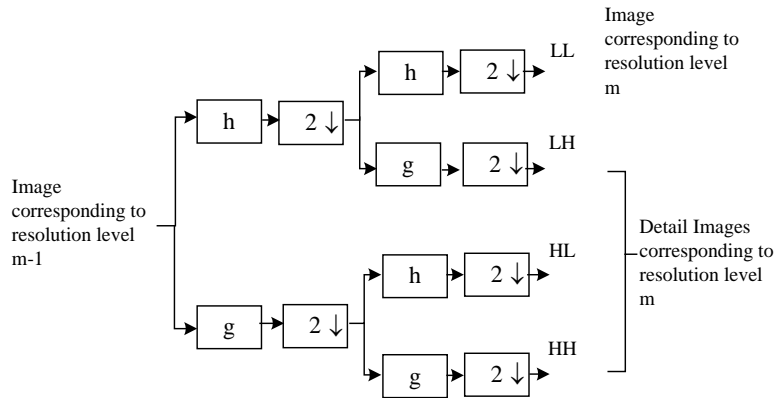 Image
corresponding to
resolution level
m-1
h
2 ↓
h
2 ↓
LL
g
2 ↓
LH
g
2 ↓
h
2 ↓
HL
g
2 ↓
HH
Image
corresponding to
resolution level
m
Detail Images
corresponding to
resolution level
m